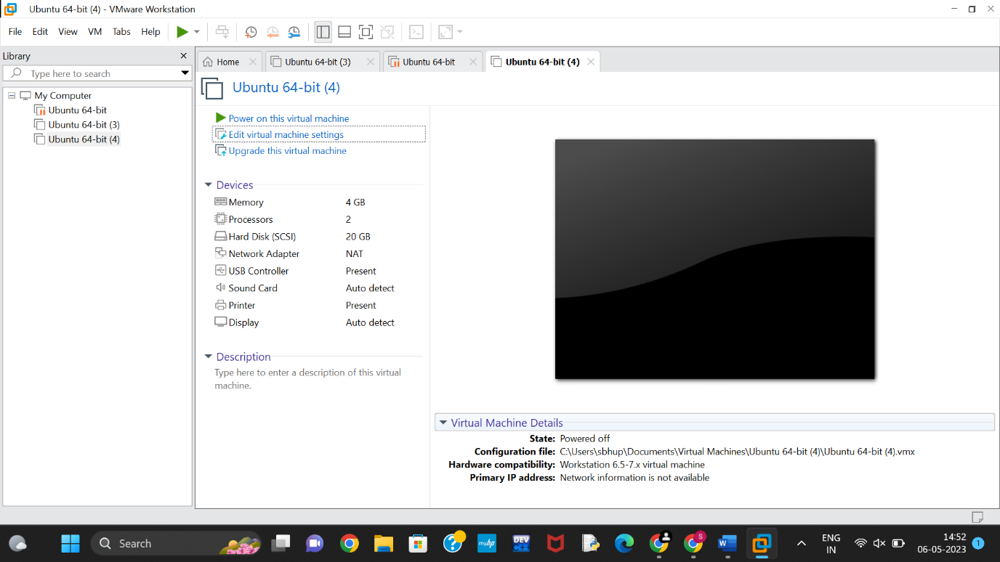 Ubuntu 64-bit (4) - VMware Workstation
File Edit View VM Tabs Help
Library
Type here to search
My Computer
Ubuntu 64-bit
Ubuntu 64-bit (3)
Ubuntu 64-bit (4)
Home Ubuntu 64-bit (3) Ubuntu 64-bit Ubuntu 64-bit (4)
Ubuntu 64-bit (4)
Power on this virtual machine
Edit virtual machine settings
Upgrade this virtual machine
Devices
Memory 4 GB
Processors 2
Hard Disk (SCSI) 20 GB
Network Adapter NAT
USB Controller Present
Sound Card Auto detect
Printer Present
Display Auto detect
Description
Type here to enter a description of this virtual
machine.
Virtual Machine Details
State: Powered off
Configuration file: C:\Users\sbhup\Documents\Virtual Machines\Ubuntu 64-bit (4)\Ubuntu 64-bit (4).vmx
Hardware compatibility: Workstation 6.5-7.x virtual machine
Primary IP address: Network information is not available
Search
myhp
DEV
C++
S
W
ENG
IN
14:52
06-05-2023
1